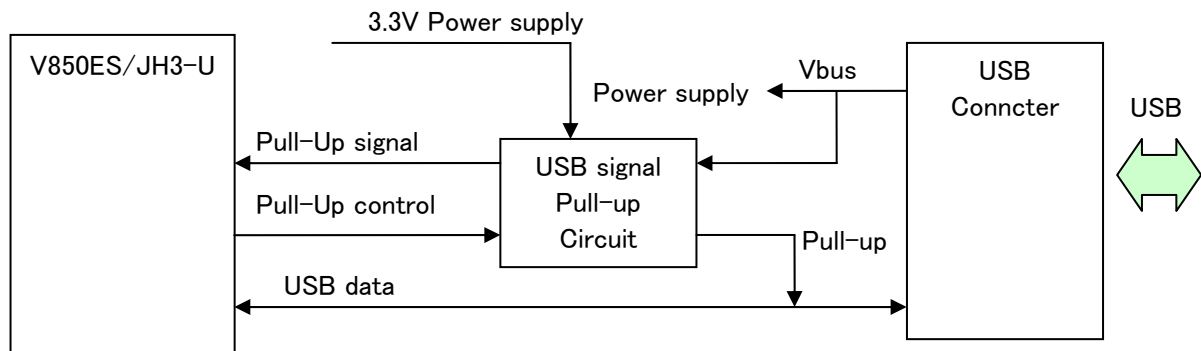 3.3V Power supply
V850ES/JH3-U
Vbus
USB
Conncter
Power supply
USB
Pull-Up signal
USB signal
Pull-up
Circuit
Pull-Up control
Pull-up
USB data